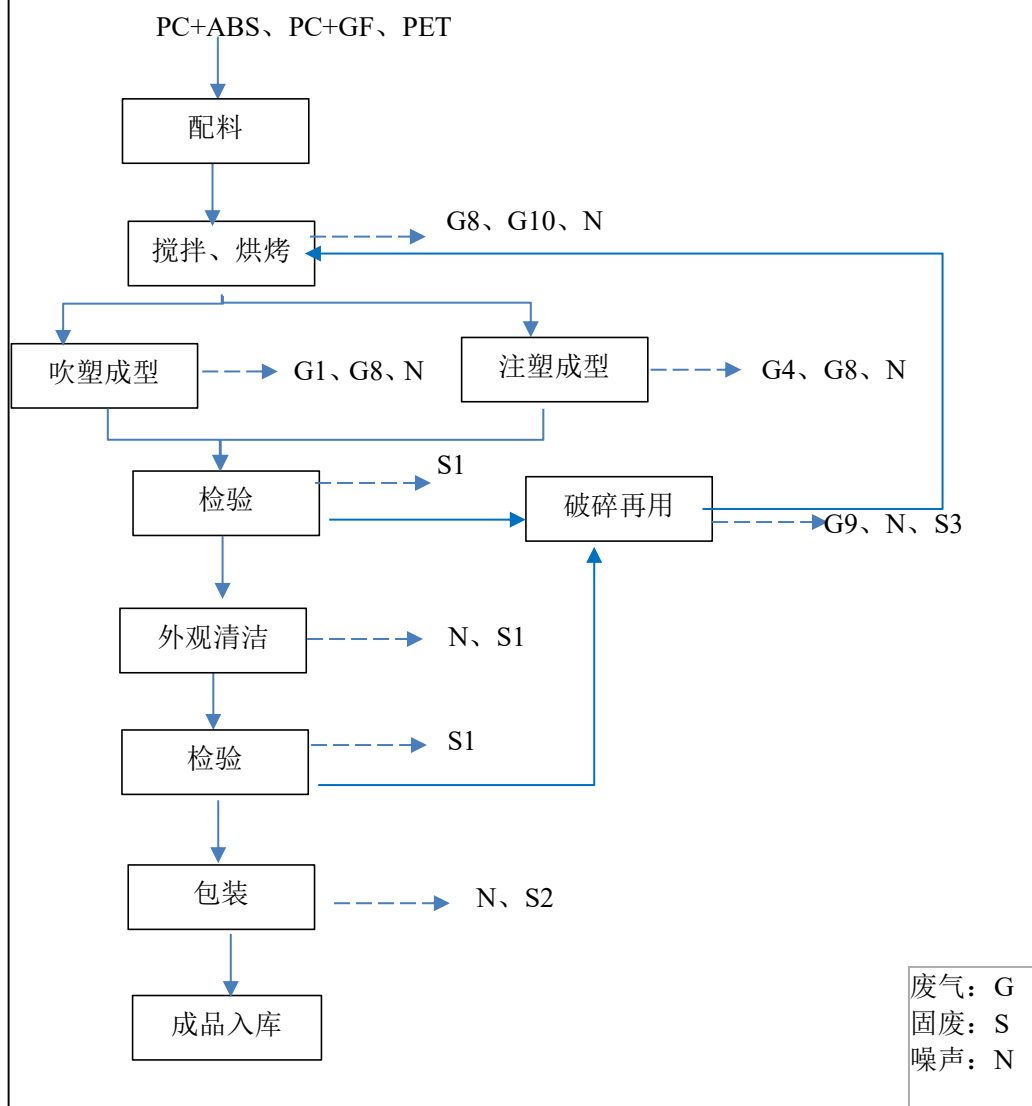 PC+ABS、PC+GF、PET
配料
搅拌、烘烤
G8、G10、N
吹塑成型
G1、G8、N
注塑成型
G4、G8、N
检验
S1
破碎再用
G9、N、S3
外观清洁
N、S1
检验
S1
包装
N、S2
成品入库
废气：G
固废：S
噪声：N